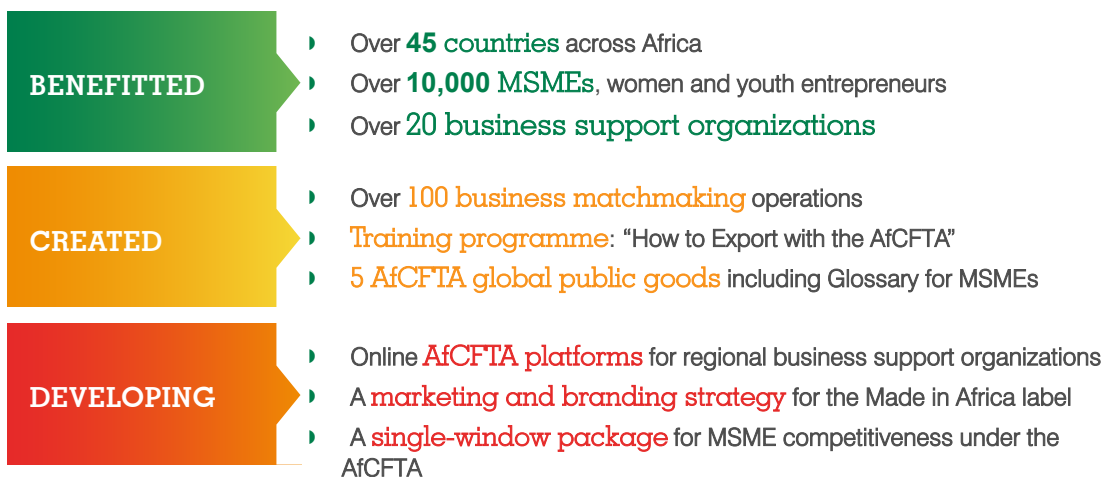 BENEFITTED
Over 45 countries across Africa
Over 10,000 MSMEs, women and youth entrepreneurs
Over 20 business support organizations
CREATED
Over 100 business matchmaking operations
Training programme: “How to Export with the AfCFTA”
5 AfCFTA global public goods including Glossary for MSMEs
DEVELOPING
Online AfCFTA platforms for regional business support organizations
A marketing and branding strategy for the Made in Africa label
A single-window package for MSME competitiveness under the
AfCFTA